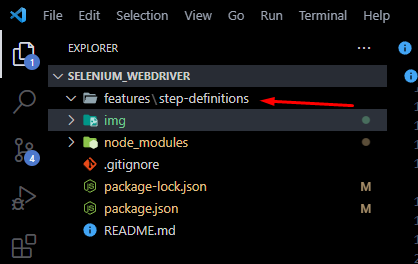 File Edit Selection View Go Run Terminal Help
EXPLORER ...
SELENIUM_WEBDRIVER
features\step-definitions
img
node_modules
.gitignore
package-lock.json M
package.json M
README.md
1
4